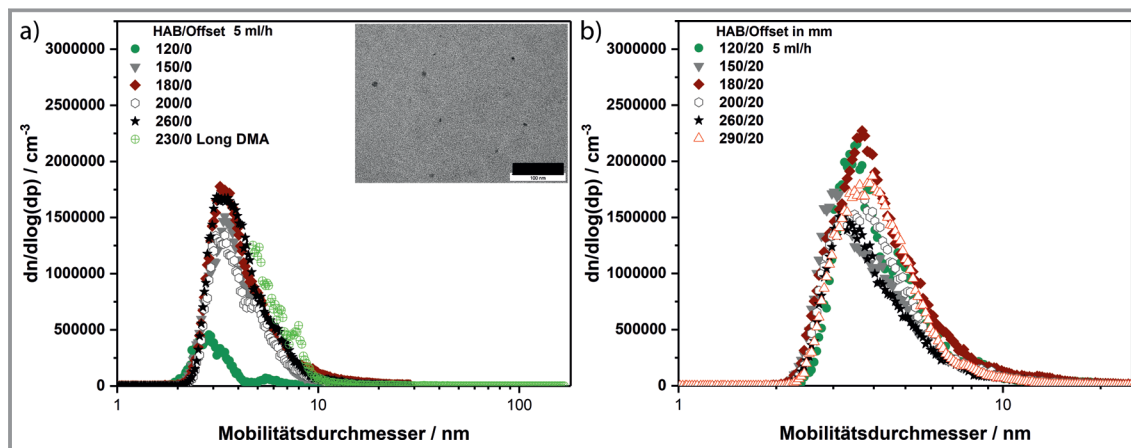 a)
HAB/Offset 5 ml/h
120/0
150/0
180/0
200/0
260/0
230/0 Long DMA
100 nm
3000000
2500000
2000000
1500000
1000000
500000
0
dn/dlog(dp) / cm⁻³
1 10 100
Mobilitätsdurchmesser / nm
b)
HAB/Offset in mm
120/20 5 ml/h
150/20
180/20
200/20
260/20
290/20
3000000
2500000
2000000
1500000
1000000
500000
0
dn/dlog(dp) / cm⁻³
1 10
Mobilitätsdurchmesser / nm